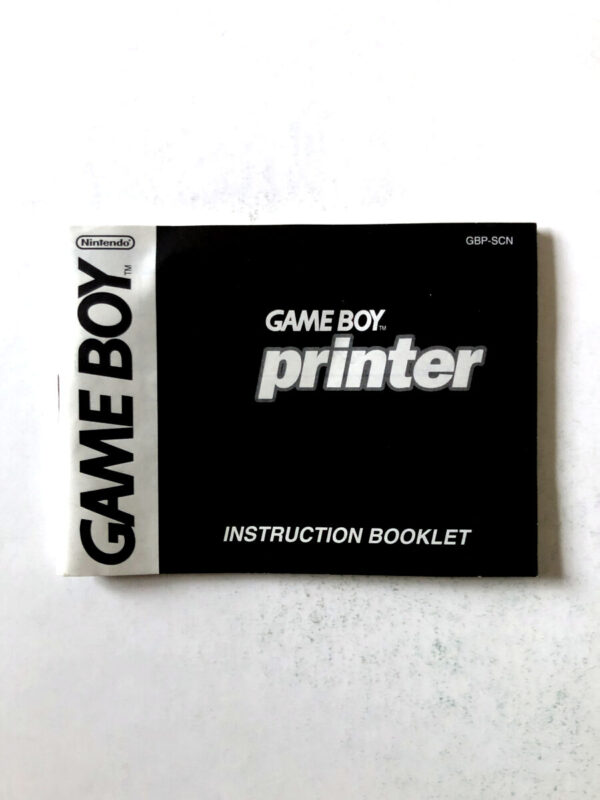 Nintendo
GAME BOY™
GBP-SCN
GAME BOY™
printer
INSTRUCTION BOOKLET